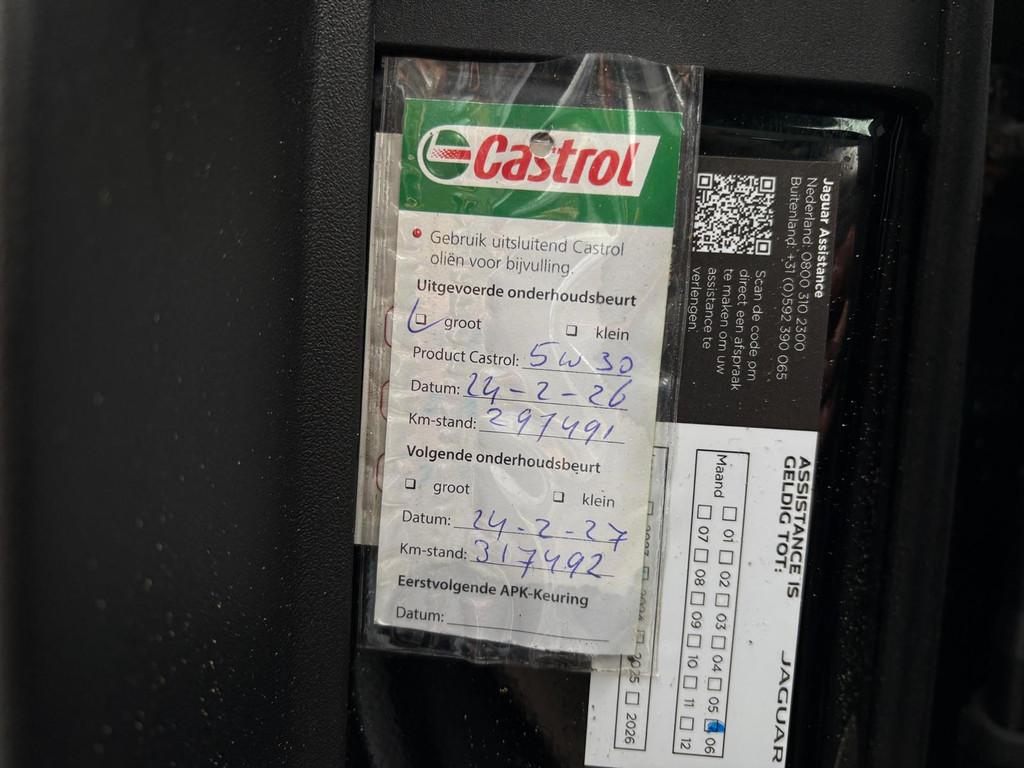 Castrol
Gebruik uitsluitend Castrol
oliën voor bijvulling.
Uitgevoerde onderhoudsbeurt
groot klein
Product Castrol: 5w30
Datum: 24-2-26
Km-stand: 297491
Volgende onderhoudsbeurt
groot klein
Datum: 24-2-27
Km-stand: 317492
Eerstvolgende APK-Keuring
Datum:
Jaguar Assistance
Nederland: 0800 310 2300
Buitenland: +31 (0)592 390 065
Scan de code om
direct een afspraak
te maken om uw
assistance te
verlengen.
ASSISTANCE IS
GELDIG TOT:
JAGUAR
Maand 01 02 03 04 05 06
07 08 09 10 11 12
2025 2026